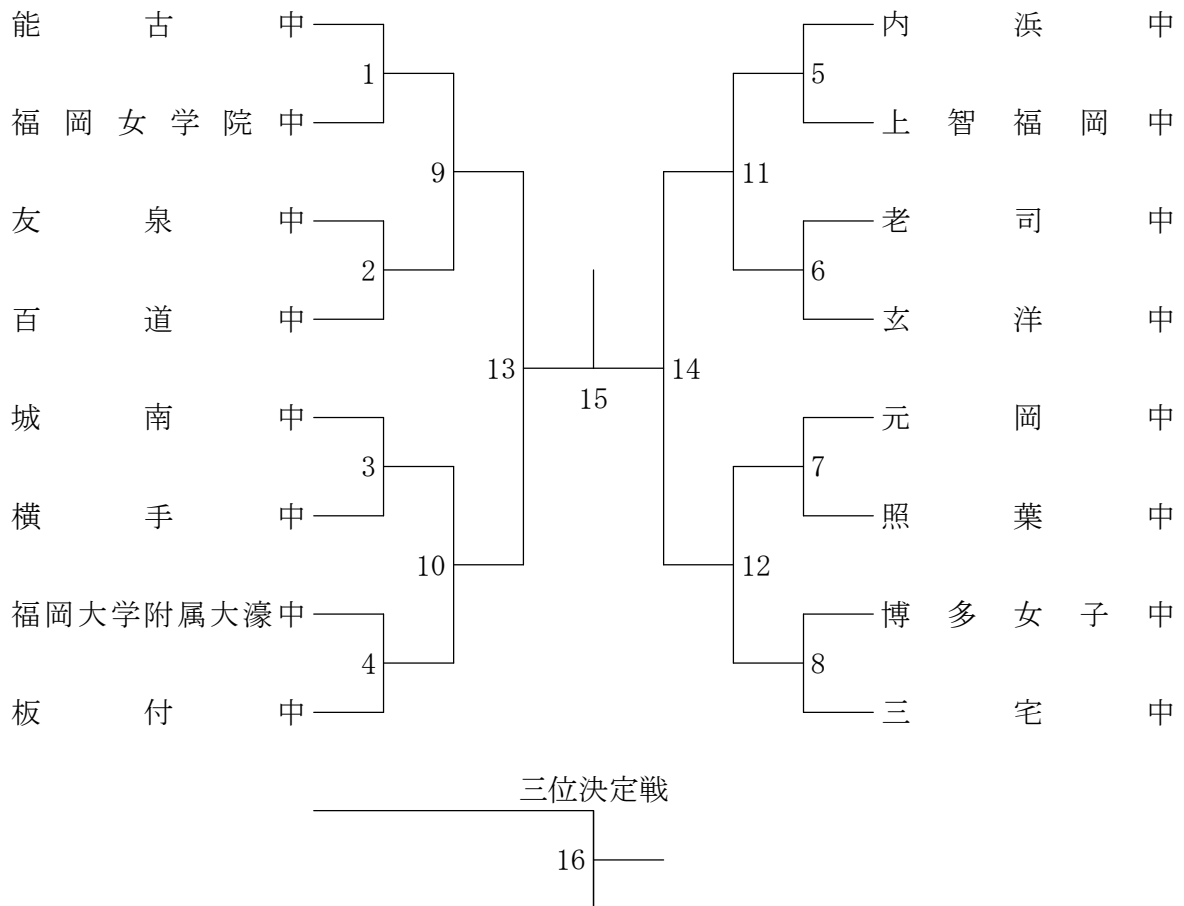 能古中
内浜中
1
5
福岡女学院中
上智福岡中
9
11
友泉中
老司中
2
6
百道中
玄洋中
13
14
15
城南中
元岡中
3
7
横手中
照葉中
10
12
福岡大学附属大濠中
博多女子中
4
8
板付中
三宅中
三位決定戦
16